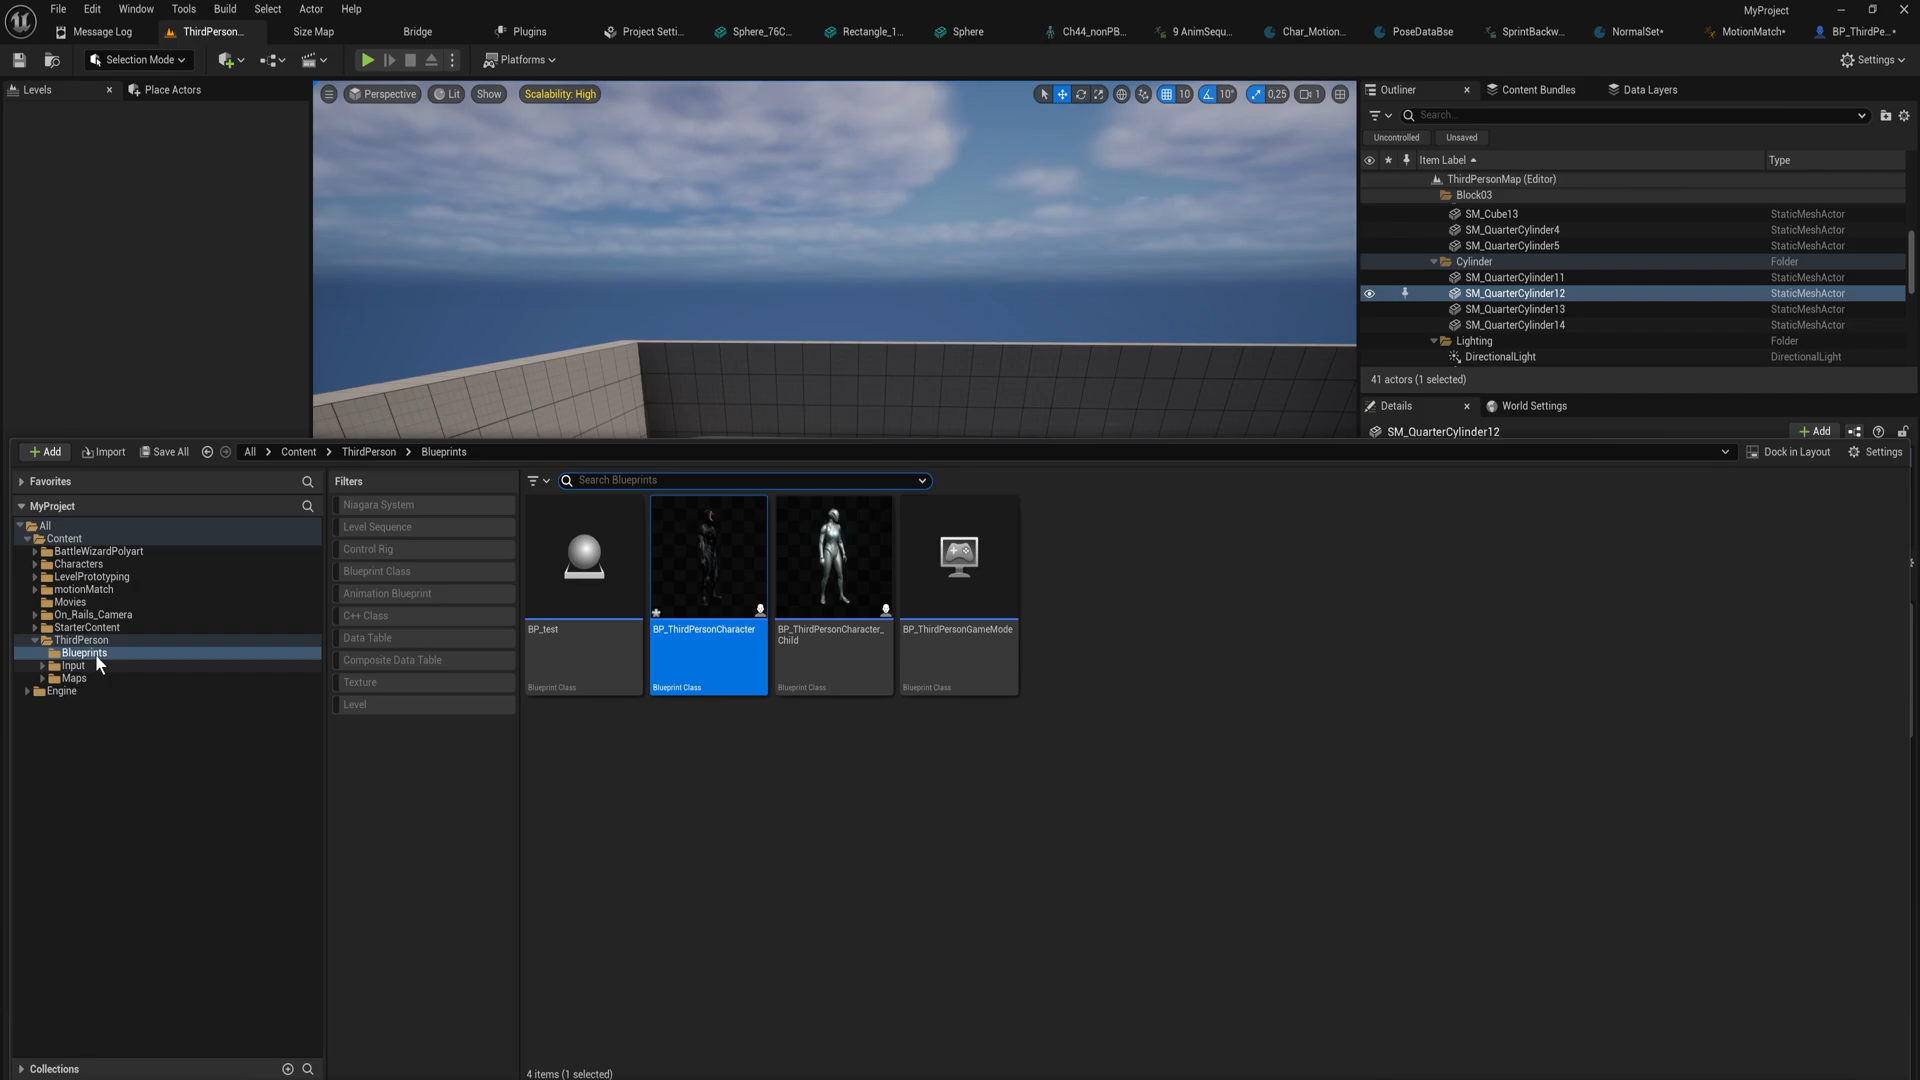 File Edit Window Tools Build Select Actor Help
MyProject
Message Log ThirdPerson... Size Map Bridge Plugins Project Setti... Sphere_76C... Rectangle_1... Sphere Ch44_nonPB... 9 AnimSequ... Char_Motion... PoseDataBse SprintBackw... NormalSet* MotionMatch* BP_ThirdPe...*
Selection Mode Platforms Settings
Levels Place Actors
Perspective Lit Show Scalability: High 10 10° 0,25 1
Outliner Content Bundles Data Layers
Search...
Uncontrolled Unsaved
Item Label Type
ThirdPersonMap (Editor)
Block03
SM_Cube13 StaticMeshActor
SM_QuarterCylinder4 StaticMeshActor
SM_QuarterCylinder5 StaticMeshActor
Cylinder Folder
SM_QuarterCylinder11 StaticMeshActor
SM_QuarterCylinder12 StaticMeshActor
SM_QuarterCylinder13 StaticMeshActor
SM_QuarterCylinder14 StaticMeshActor
Lighting Folder
DirectionalLight DirectionalLight
41 actors (1 selected)
Details World Settings
SM_QuarterCylinder12 Add
Add Import Save All All Content ThirdPerson Blueprints Dock in Layout Settings
Favorites
MyProject
All
Content
BattleWizardPolyart
Characters
LevelPrototyping
motionMatch
Movies
On_Rails_Camera
StarterContent
ThirdPerson
Blueprints
Input
Maps
Engine
Collections
Filters
Niagara System
Level Sequence
Control Rig
Blueprint Class
Animation Blueprint
C++ Class
Data Table
Composite Data Table
Texture
Level
Search Blueprints
BP_test
Blueprint Class
BP_ThirdPersonCharacter
Blueprint Class
BP_ThirdPersonCharacter_
Child
Blueprint Class
BP_ThirdPersonGameMode
Blueprint Class
4 items (1 selected)